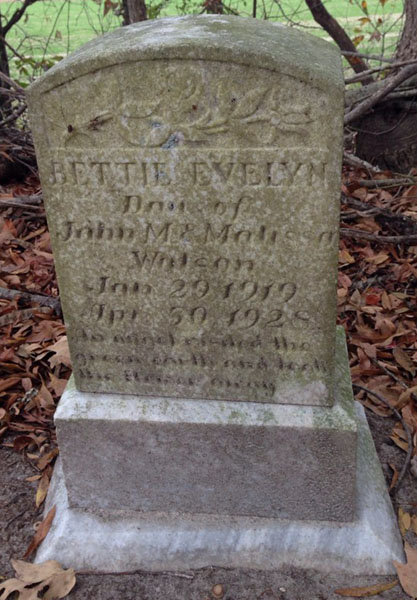 BETTIE EVELYN
Dau of
John M & Malissa
Watson
Jan 29 1919
Apr 30 1928
An angel visited the
green earth and took
the flower away